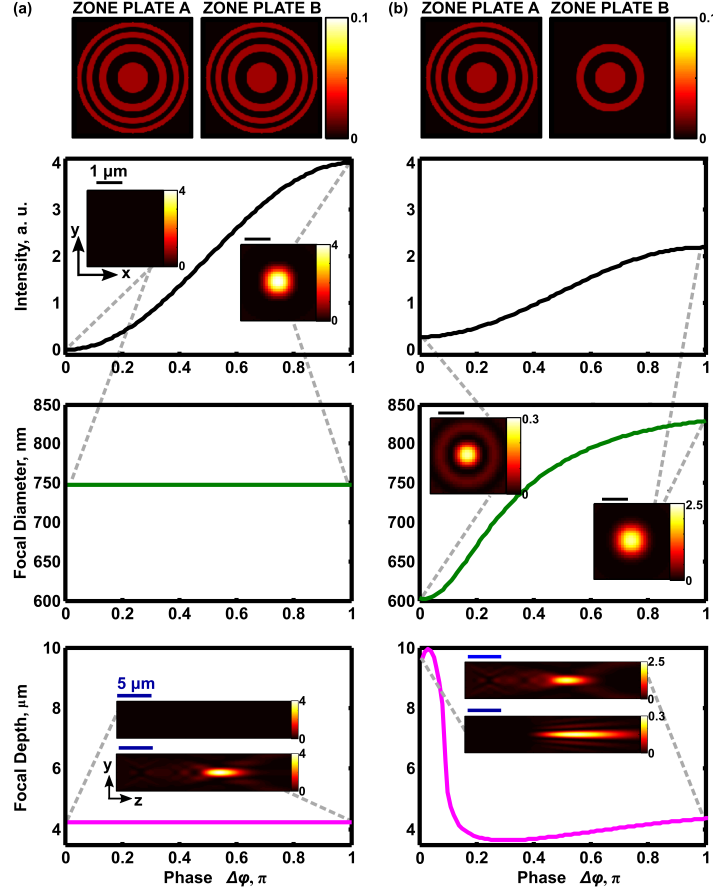 (a) ZONE PLATE A ZONE PLATE B
0.1
0
(b) ZONE PLATE A ZONE PLATE B
0.1
0
Intensity, a. u.
4
3
2
1
0
1 μm
4
0
y
x
4
0
0 0.2 0.4 0.6 0.8 1
4
3
2
1
0
0 0.2 0.4 0.6 0.8 1
Focal Diameter, nm
850
800
750
700
650
600
0 0.2 0.4 0.6 0.8 1
850
800
750
700
650
600
0.3
0
2.5
0
0 0.2 0.4 0.6 0.8 1
Focal Depth, μm
10
8
6
4
5 μm
4
0
4
0
y
z
0 0.2 0.4 0.6 0.8 1
Phase Δφ, π
10
8
6
4
2.5
0
0.3
0
0 0.2 0.4 0.6 0.8 1
Phase Δφ, π